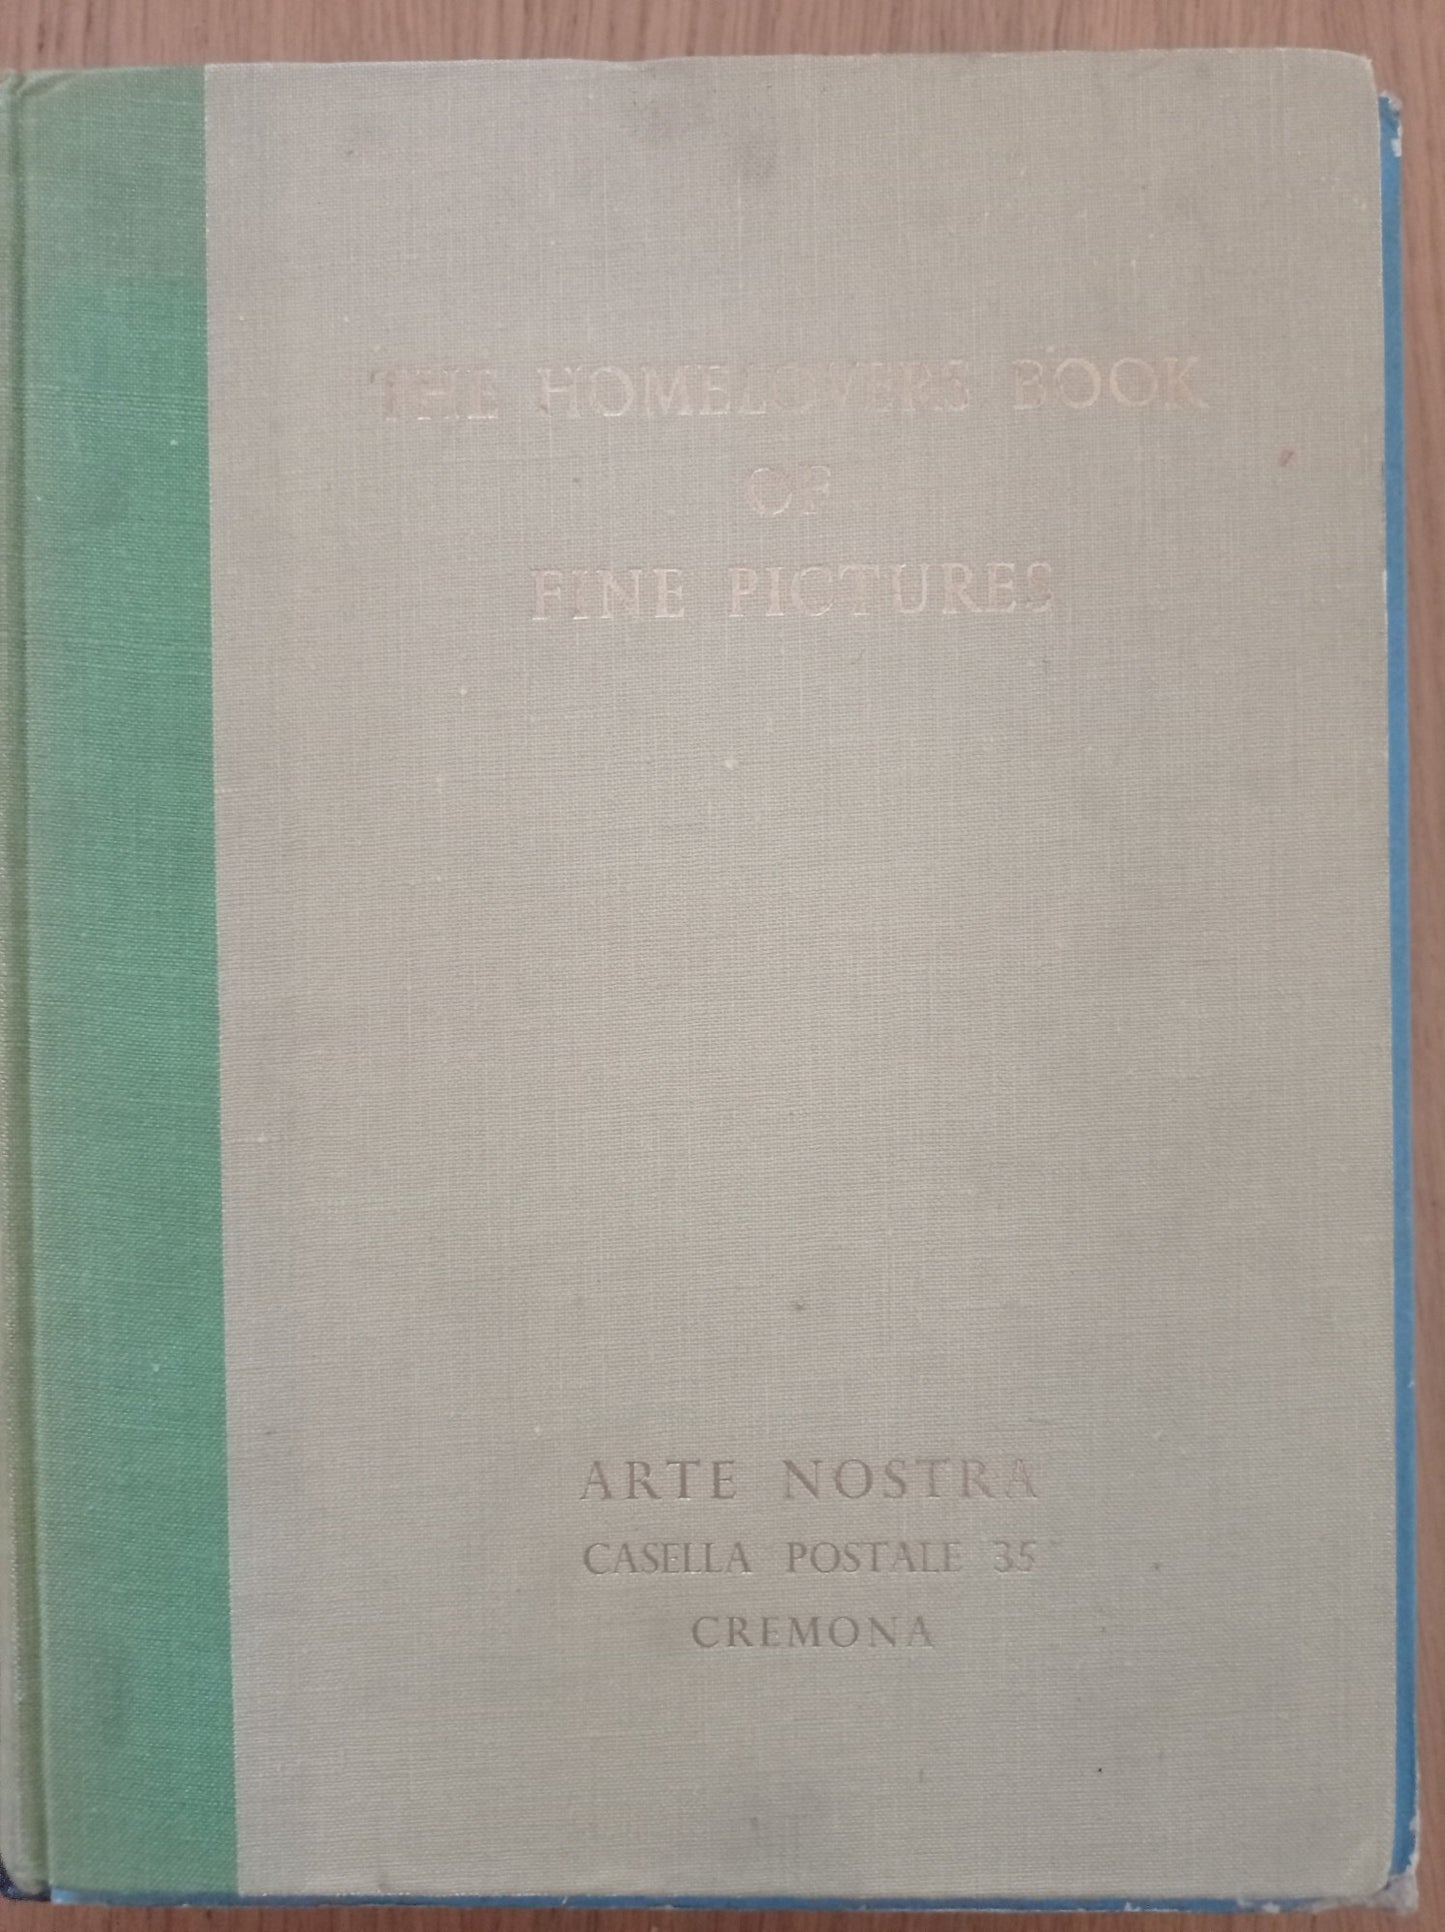 THE HOMELOVERS BOOK
OF
FINE PICTURES
ARTE NOSTRA
CASELLA POSTALE 35
CREMONA